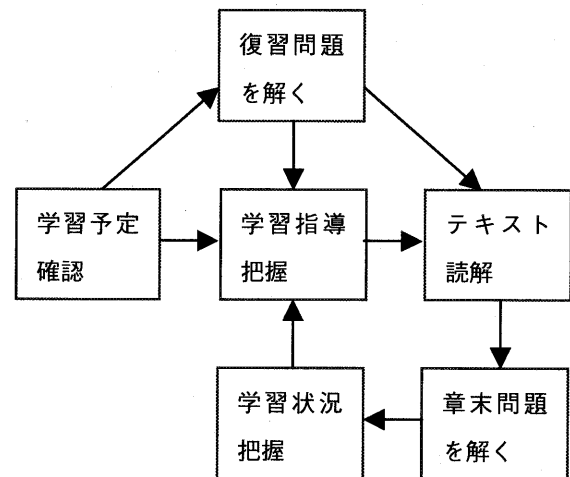 復習問題
を解く
学習予定
確認
学習指導
把握
テキスト
読解
学習状況
把握
章末問題
を解く